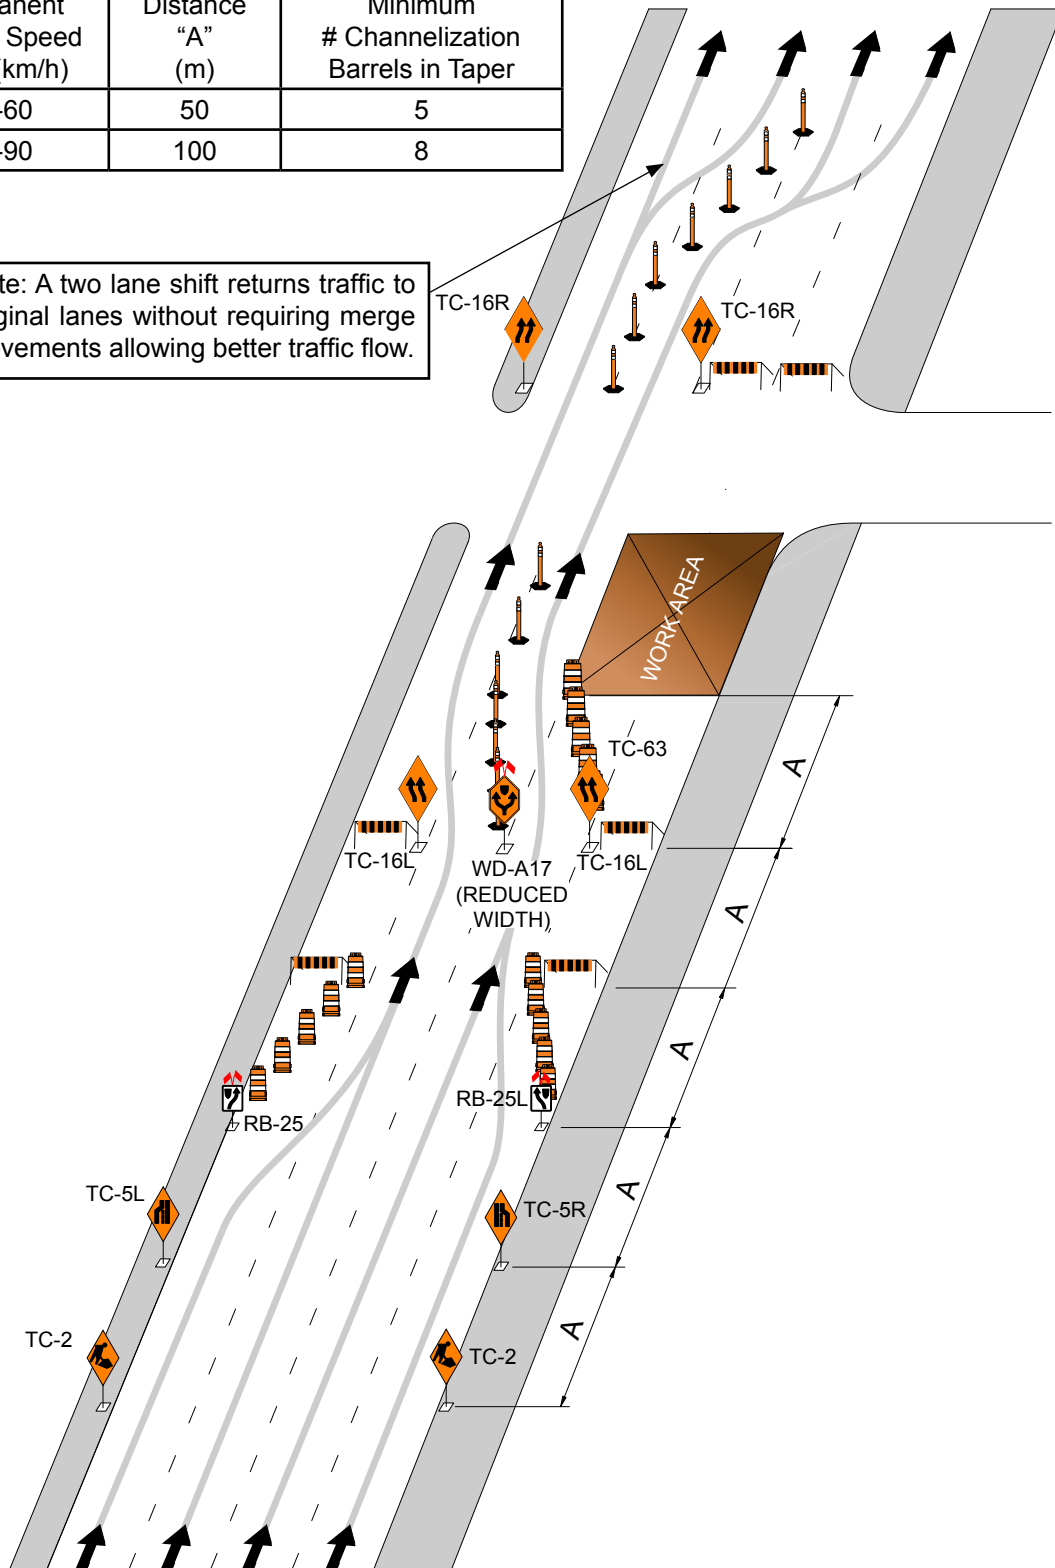 Distance
Minimum
Speed
"A"
# Channelization
km/h)
(m)
Barrels in Taper
-60
50
5
-90
100
8
A two lane shift returns traffic to
lanes without requiring merge
allowing better traffic flow.
TC-16R
TC-16R
WORK AREA
TC-63
A
TC-16L
TC-16L
WD-A17
(REDUCED
WIDTH)
A
A
RB-25
RB-25L
TC-5L
TC-5R
A
TC-2
TC-2
A